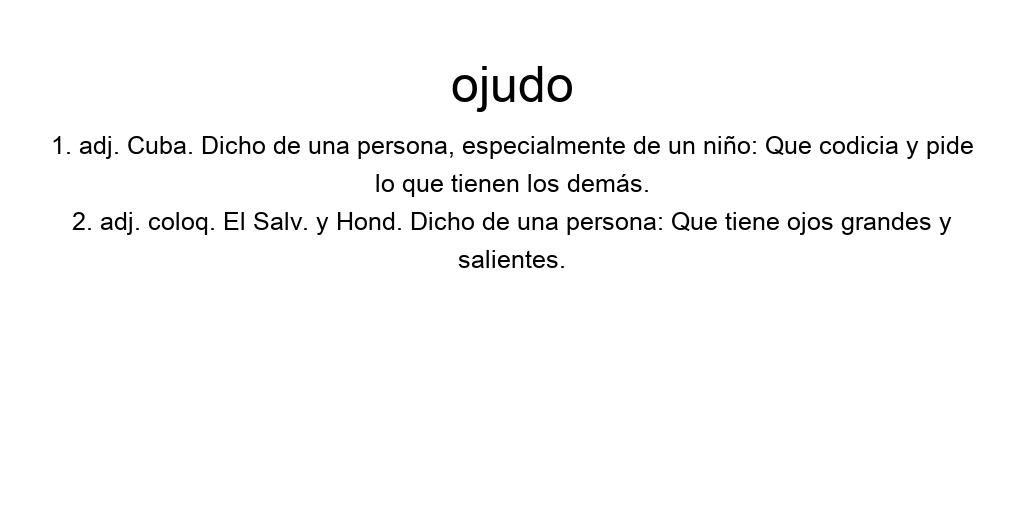 ojudo
1. adj. Cuba. Dicho de una persona, especialmente de un niño: Que codicia y pide
lo que tienen los demás.
2. adj. coloq. El Salv. y Hond. Dicho de una persona: Que tiene ojos grandes y
salientes.